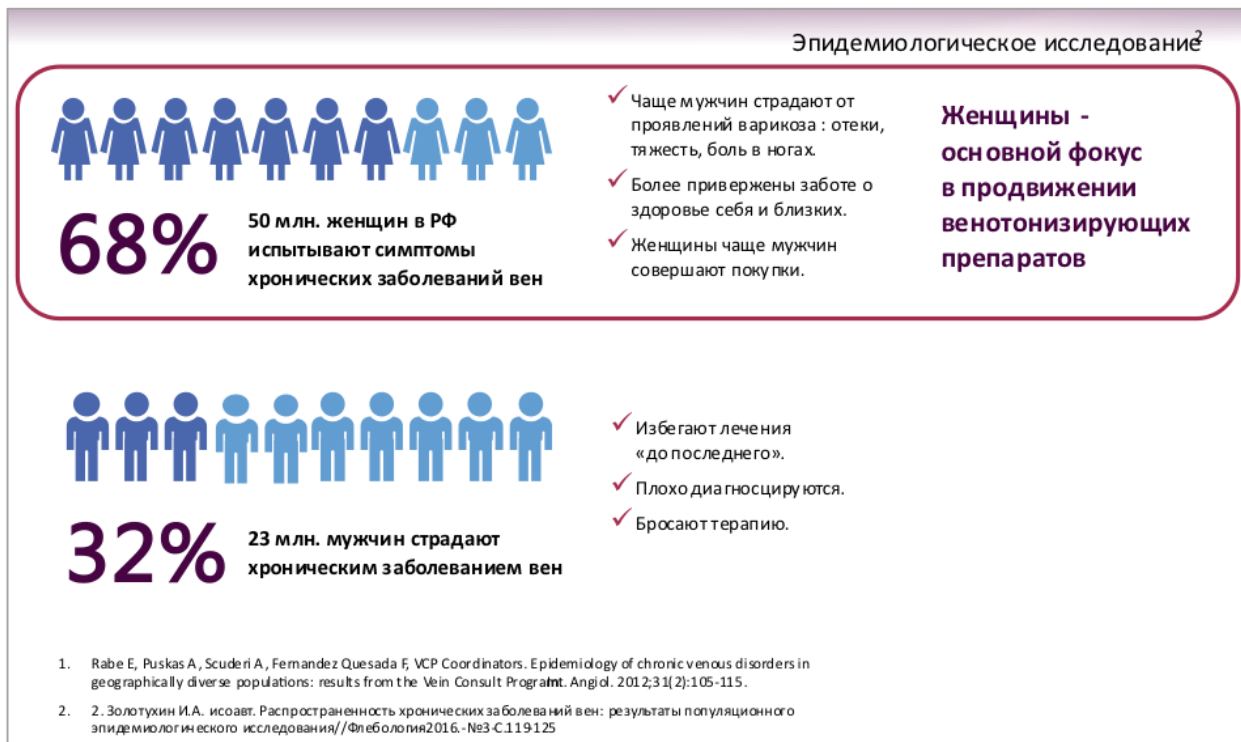 Эпидемиологическое исследование2
✓ Чаще мужчин страдают от
проявлений варикоза : отеки,
тяжесть, боль в ногах.
✓ Более привержены заботе о
здоровье себя и близких.
✓ Женщины чаще мужчин
совершают покупки.
Женщины -
основной фокус
в продвижении
венотонизирующих
препаратов
68%
50 млн. женщин в РФ
испытывают симптомы
хронических заболеваний вен
✓ Избегают лечения
«до последнего».
✓ Плохо диагносцируются.
✓ Бросают терапию.
32%
23 млн. мужчин страдают
хроническим заболеванием вен
1. Rabe E, Puskas A, Scuderi A, Fernandez Quesada F, VCP Coordinators. Epidemiology of chronic venous disorders in
geographically diverse populations: results from the Vein Consult Program. Int. Angiol. 2012;31(2):105-115.
2. 2. Золотухин И.А. исоавт. Распространенность хронических заболеваний вен: результаты популяционного
эпидемиологического исследования//Флебология2016.-№3-С.119-125